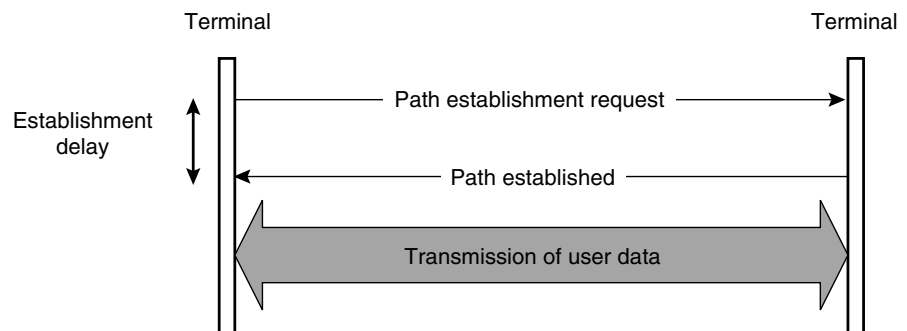 Terminal
Terminal
Path establishment request
Establishment
delay
Path established
Transmission of user data